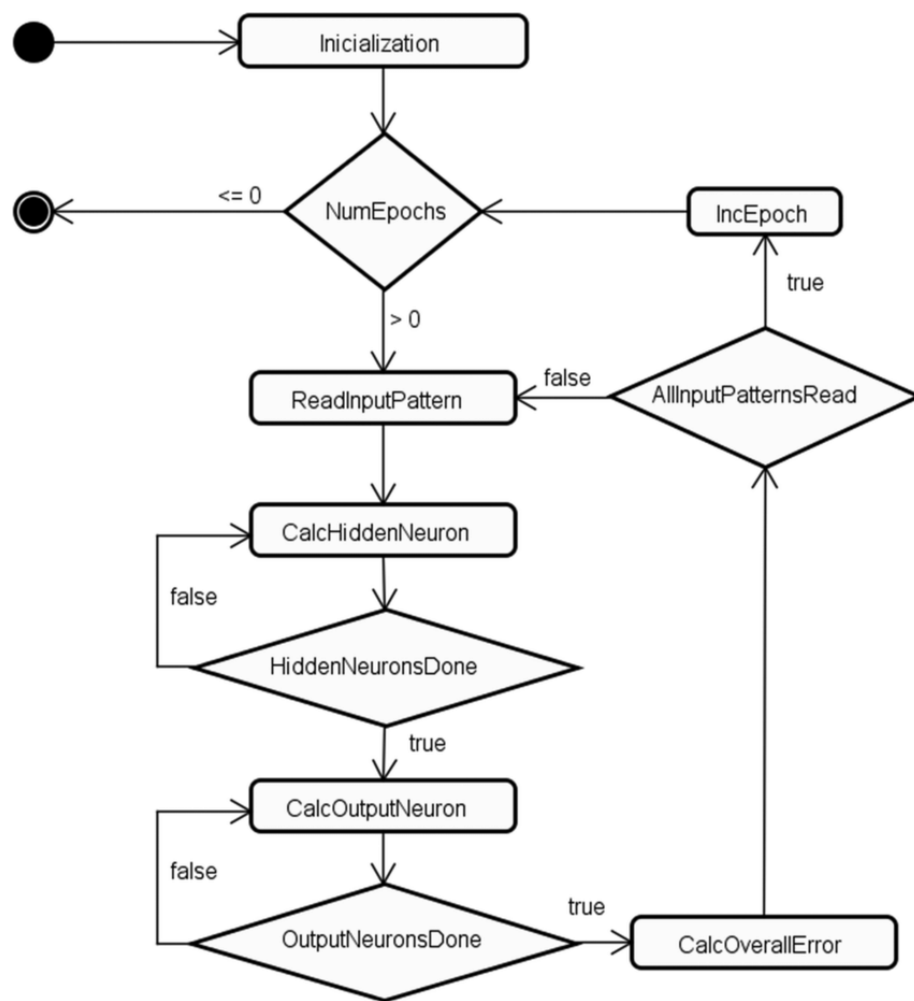 Inicialization
<= 0
NumEpochs
IncEpoch
true
> 0
false
ReadInputPattern
AllInputPatternsRead
CalcHiddenNeuron
false
HiddenNeuronsDone
true
CalcOutputNeuron
false
true
OutputNeuronsDone
CalcOverallError